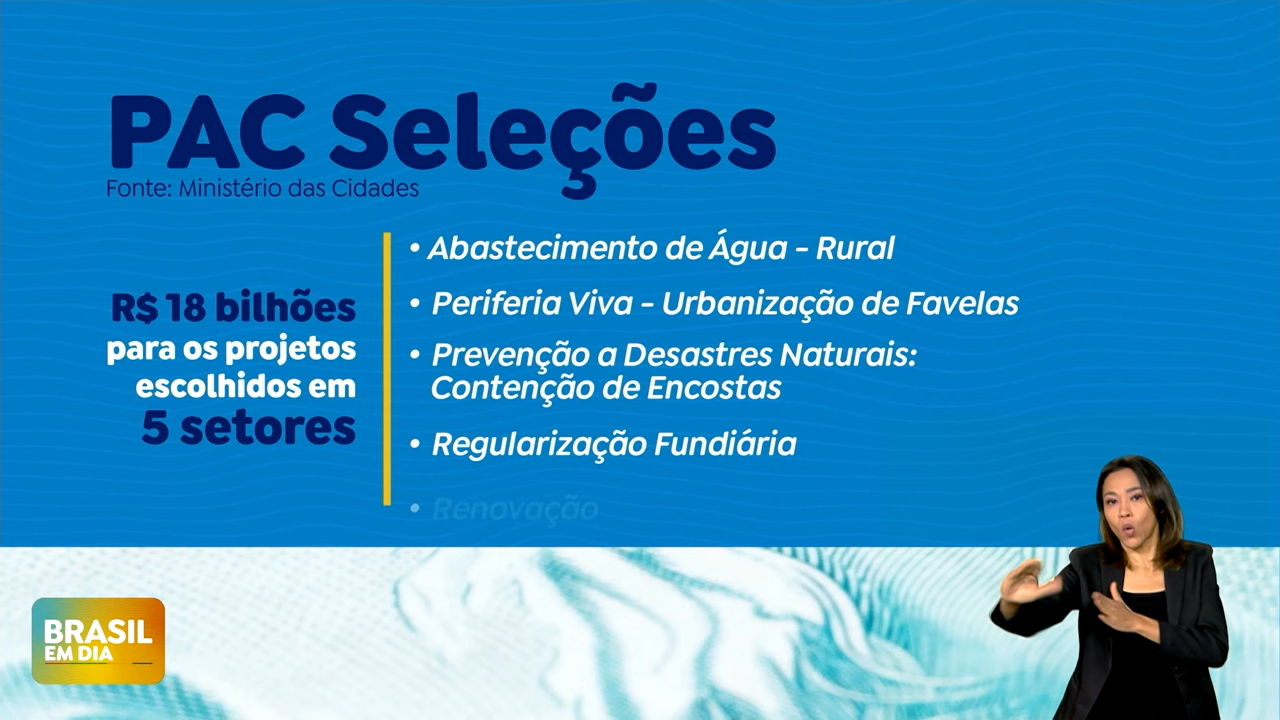 PAC Seleções
Fonte: Ministério das Cidades
R$ 18 bilhões
para os projetos
escolhidos em
5 setores
• Abastecimento de Água - Rural
• Periferia Viva - Urbanização de Favelas
• Prevenção a Desastres Naturais:
Contenção de Encostas
• Regularização Fundiária
• Renovação
BRASIL
EM DIA